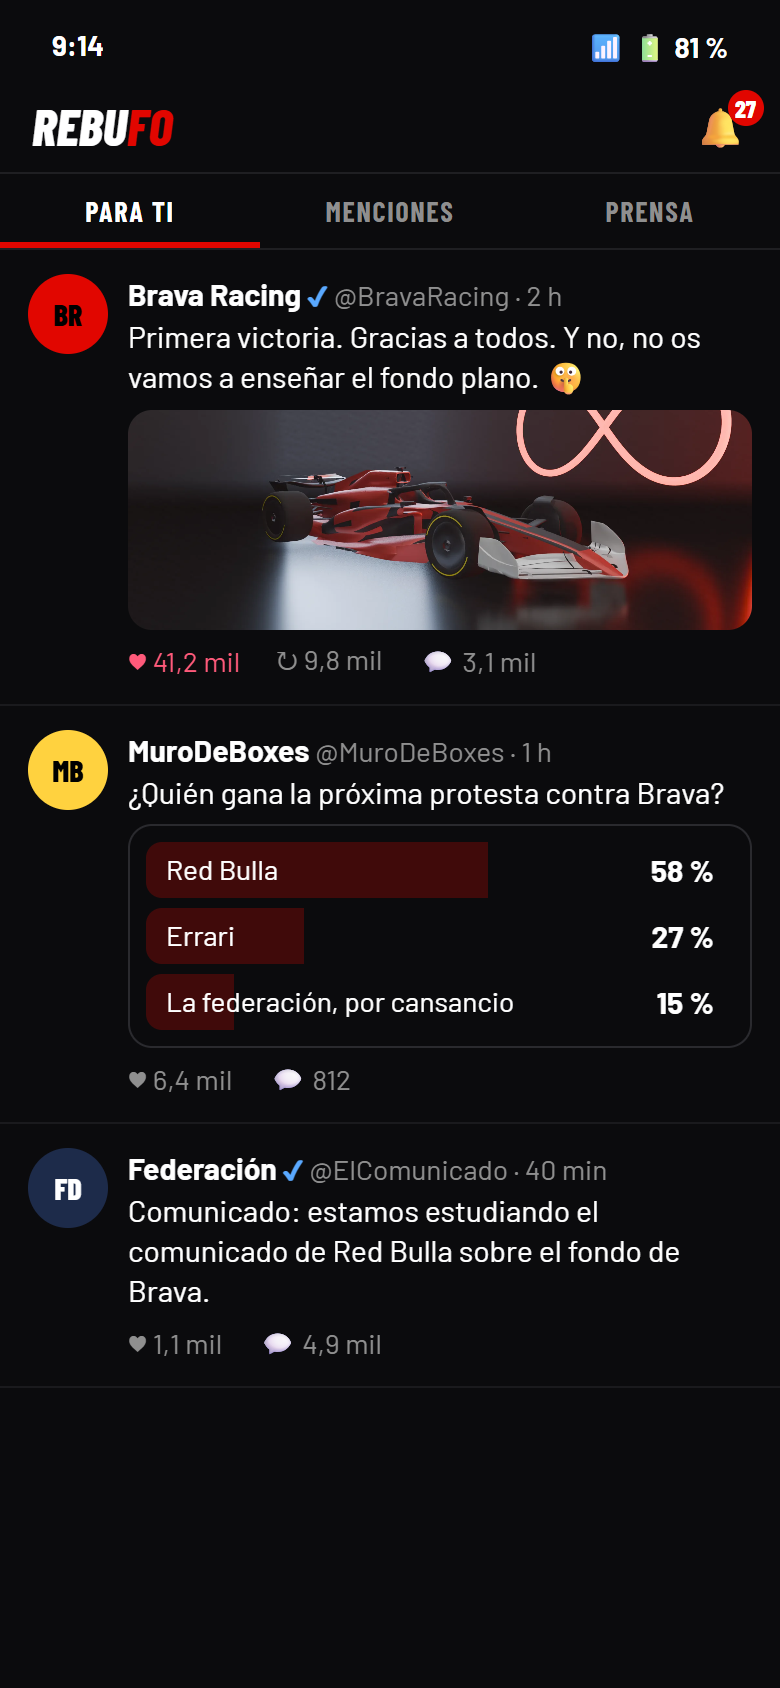 9:14
81 %
REBUFO
27
PARA TI
MENCIONES
PRENSA
BR
Brava Racing @BravaRacing · 2 h
Primera victoria. Gracias a todos. Y no, no os
vamos a enseñar el fondo plano.
41,2 mil
9,8 mil
3,1 mil
MB
MuroDeBoxes @MuroDeBoxes · 1 h
¿Quién gana la próxima protesta contra Brava?
Red Bulla 58 %
Errari 27 %
La federación, por cansancio 15 %
6,4 mil
812
FD
Federación @ElComunicado · 40 min
Comunicado: estamos estudiando el
comunicado de Red Bulla sobre el fondo de
Brava.
1,1 mil
4,9 mil